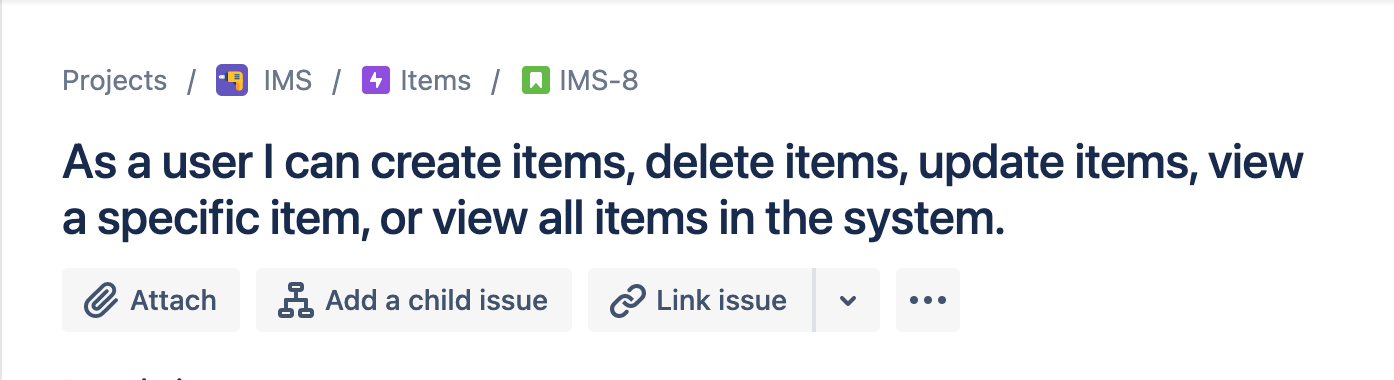 Projects / IMS / Items / IMS-8
As a user I can create items, delete items, update items, view
a specific item, or view all items in the system.
Attach Add a child issue Link issue